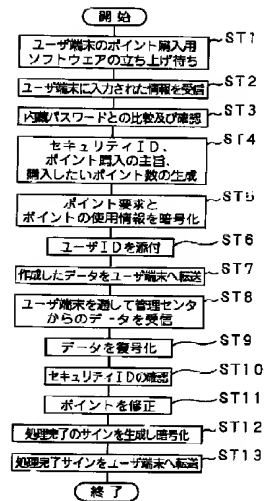 開始
ST1
ユーザ端末のポイント購入用
ソフトウェアの立ち上げ待ち
ST2
ユーザ端末に入力された情報を受信
ST3
内蔵パスワードとの比較及び確認
ST4
セキュリティID、
ポイント購入の主旨、
購入したいポイント数の生成
ST5
ポイント要求と
ポイントの使用情報を暗号化
ST6
ユーザIDを添付
ST7
作成したデータをユーザ端末へ転送
ST8
ユーザ端末を通して管理センタ
からのデータを受信
ST9
データを復号化
ST10
セキュリティIDの確認
ST11
ポイントを修正
ST12
処理完了のサインを生成し暗号化
ST13
処理完了サインをユーザ端末へ転送
終了